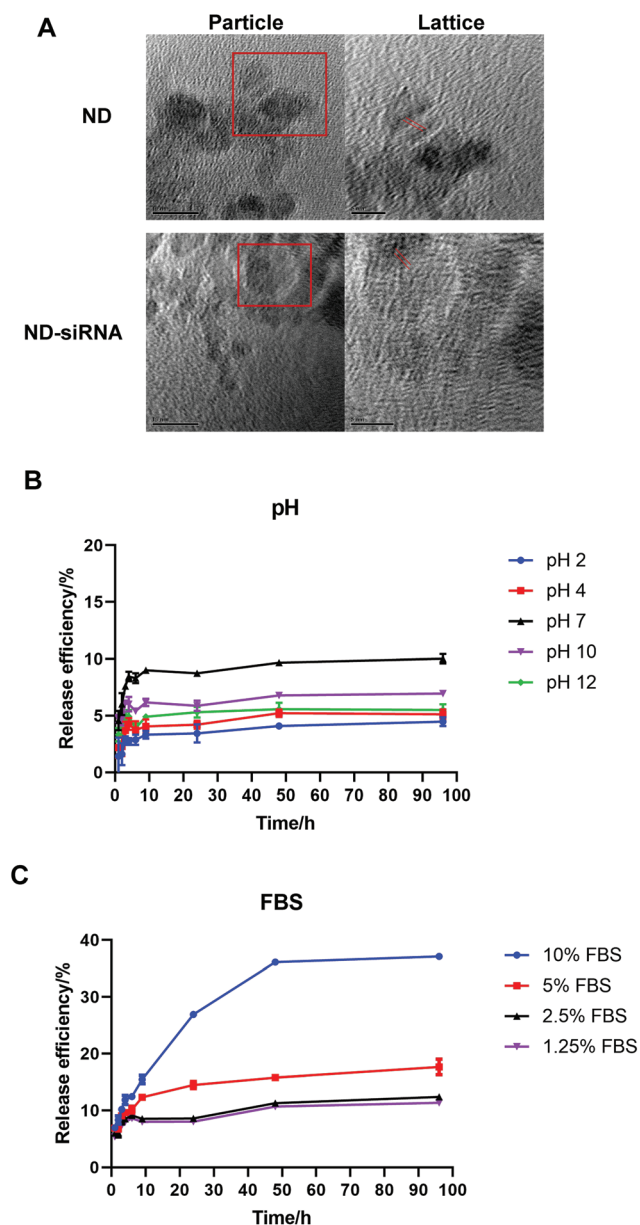 A
Particle
Lattice
ND
ND-siRNA
B
pH
Release efficiency/%
20
15
10
5
0
0 10 20 30 40 50 60 70 80 90 100
Time/h
pH 2
pH 4
pH 7
pH 10
pH 12
C
FBS
Release efficiency/%
40
30
20
10
0
0 10 20 30 40 50 60 70 80 90 100
Time/h
10% FBS
5% FBS
2.5% FBS
1.25% FBS